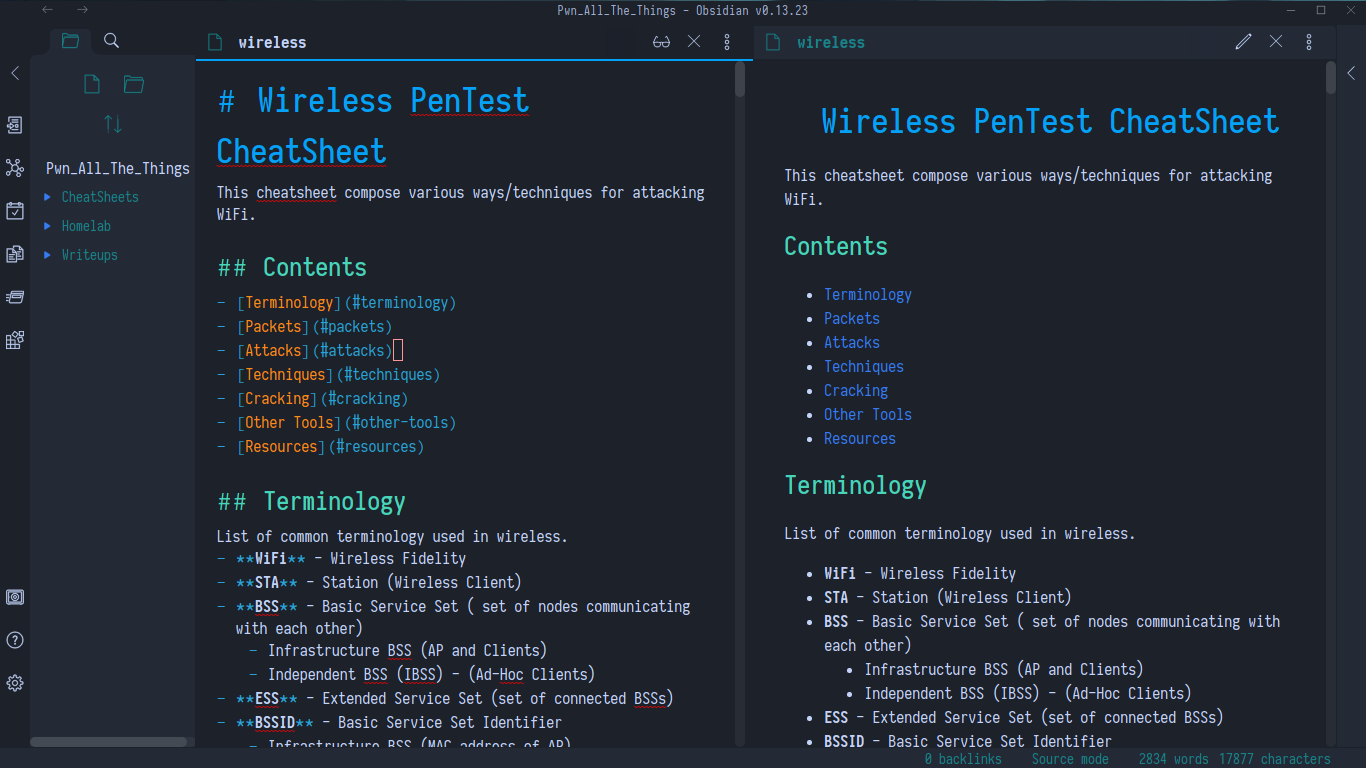 Pwn_All_The_Things - Obsidian v0.13.23
Pwn_All_The_Things
CheatSheets
Homelab
Writeups
wireless
# Wireless PenTest
CheatSheet
This cheatsheet compose various ways/techniques for attacking
WiFi.
## Contents
- [Terminology](#terminology)
- [Packets](#packets)
- [Attacks](#attacks)
- [Techniques](#techniques)
- [Cracking](#cracking)
- [Other Tools](#other-tools)
- [Resources](#resources)
## Terminology
List of common terminology used in wireless.
- **WiFi** - Wireless Fidelity
- **STA** - Station (Wireless Client)
- **BSS** - Basic Service Set ( set of nodes communicating
with each other)
- Infrastructure BSS (AP and Clients)
- Independent BSS (IBSS) - (Ad-Hoc Clients)
- **ESS** - Extended Service Set (set of connected BSSs)
- **BSSID** - Basic Service Set Identifier
- Infrastructure BSS (MAC address of AP)
wireless
Wireless PenTest CheatSheet
This cheatsheet compose various ways/techniques for attacking
WiFi.
Contents
• Terminology
• Packets
• Attacks
• Techniques
• Cracking
• Other Tools
• Resources
Terminology
List of common terminology used in wireless.
• WiFi - Wireless Fidelity
• STA - Station (Wireless Client)
• BSS - Basic Service Set ( set of nodes communicating with
each other)
• Infrastructure BSS (AP and Clients)
• Independent BSS (IBSS) - (Ad-Hoc Clients)
• ESS - Extended Service Set (set of connected BSSs)
• BSSID - Basic Service Set Identifier
0 backlinks Source mode 2834 words 17877 characters